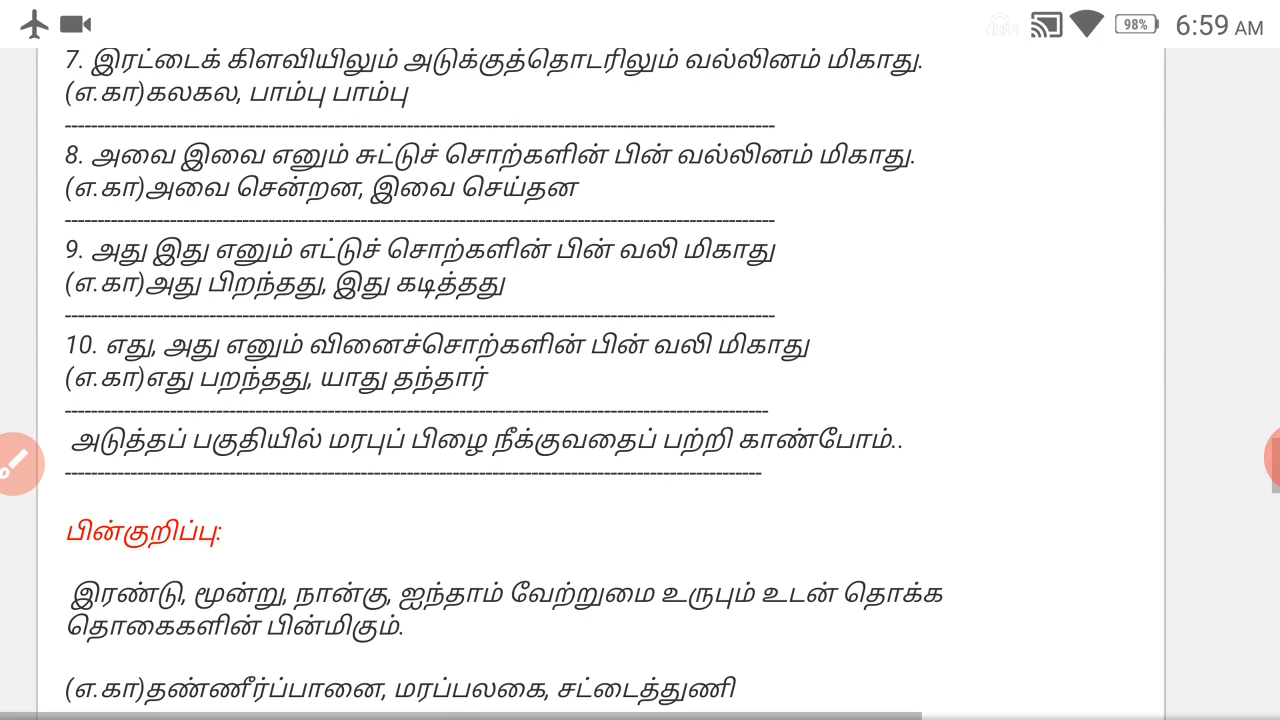 98% 6:59 AM
7. இரட்டைக் கிளவியிலும் அடுக்குத்தொடரிலும் வல்லினம் மிகாது.
(எ.கா)கலகல, பாம்பு பாம்பு
--------------------------------------------------------------------------------------------------------------
8. அவை இவை எனும் சுட்டுச் சொற்களின் பின் வல்லினம் மிகாது.
(எ.கா)அவை சென்றன, இவை செய்தன
--------------------------------------------------------------------------------------------------------------
9. அது இது எனும் எட்டுச் சொற்களின் பின் வலி மிகாது
(எ.கா)அது பிறந்தது, இது கடித்தது
--------------------------------------------------------------------------------------------------------------
10. எது, அது எனும் வினைச்சொற்களின் பின் வலி மிகாது
(எ.கா)எது பறந்தது, யாது தந்தார்
-------------------------------------------------------------------------------------------------------------
அடுத்தப் பகுதியில் மரபுப் பிழை நீக்குவதைப் பற்றி காண்போம்..
------------------------------------------------------------------------------------------------------------
பின்குறிப்பு:
இரண்டு, மூன்று, நான்கு, ஐந்தாம் வேற்றுமை உருபும் உடன் தொக்க
தொகைகளின் பின்மிகும்.
(எ.கா)தண்ணீர்ப்பானை, மரப்பலகை, சட்டைத்துணி